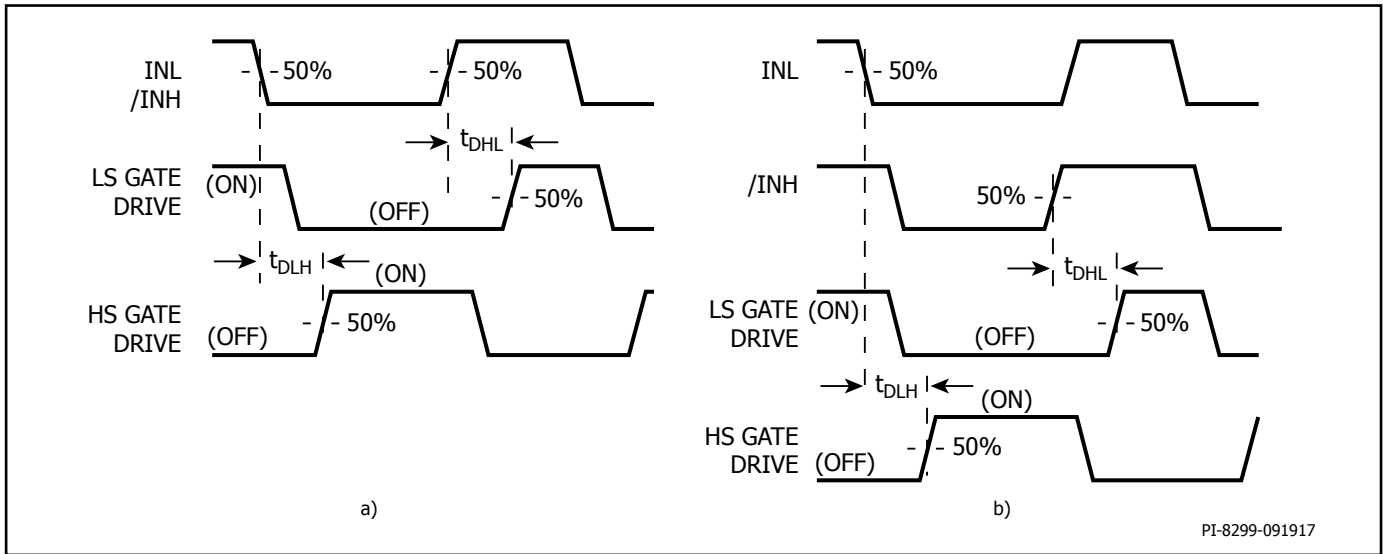 INL
/INH
- - 50%
- - 50%
tDHL
LS GATE
DRIVE
(ON)
(OFF)
- - 50%
tDLH
HS GATE
DRIVE
(OFF)
(ON)
- - 50%
a)
INL
- - 50%
/INH
50% - -
tDHL
LS GATE
DRIVE
(ON)
(OFF)
- - 50%
tDLH
HS GATE
DRIVE
(OFF)
(ON)
- - 50%
b)
PI-8299-091917